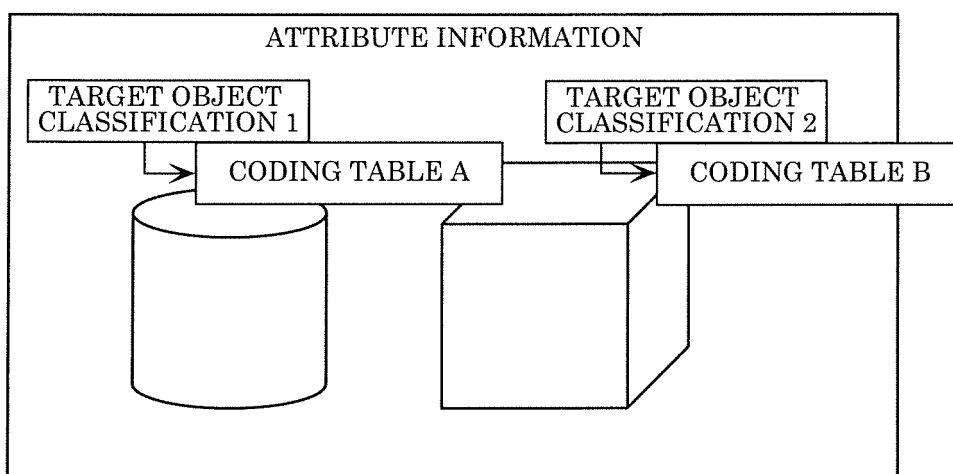 ATTRIBUTE INFORMATION
TARGET OBJECT
CLASSIFICATION 1
CODING TABLE A
TARGET OBJECT
CLASSIFICATION 2
CODING TABLE B